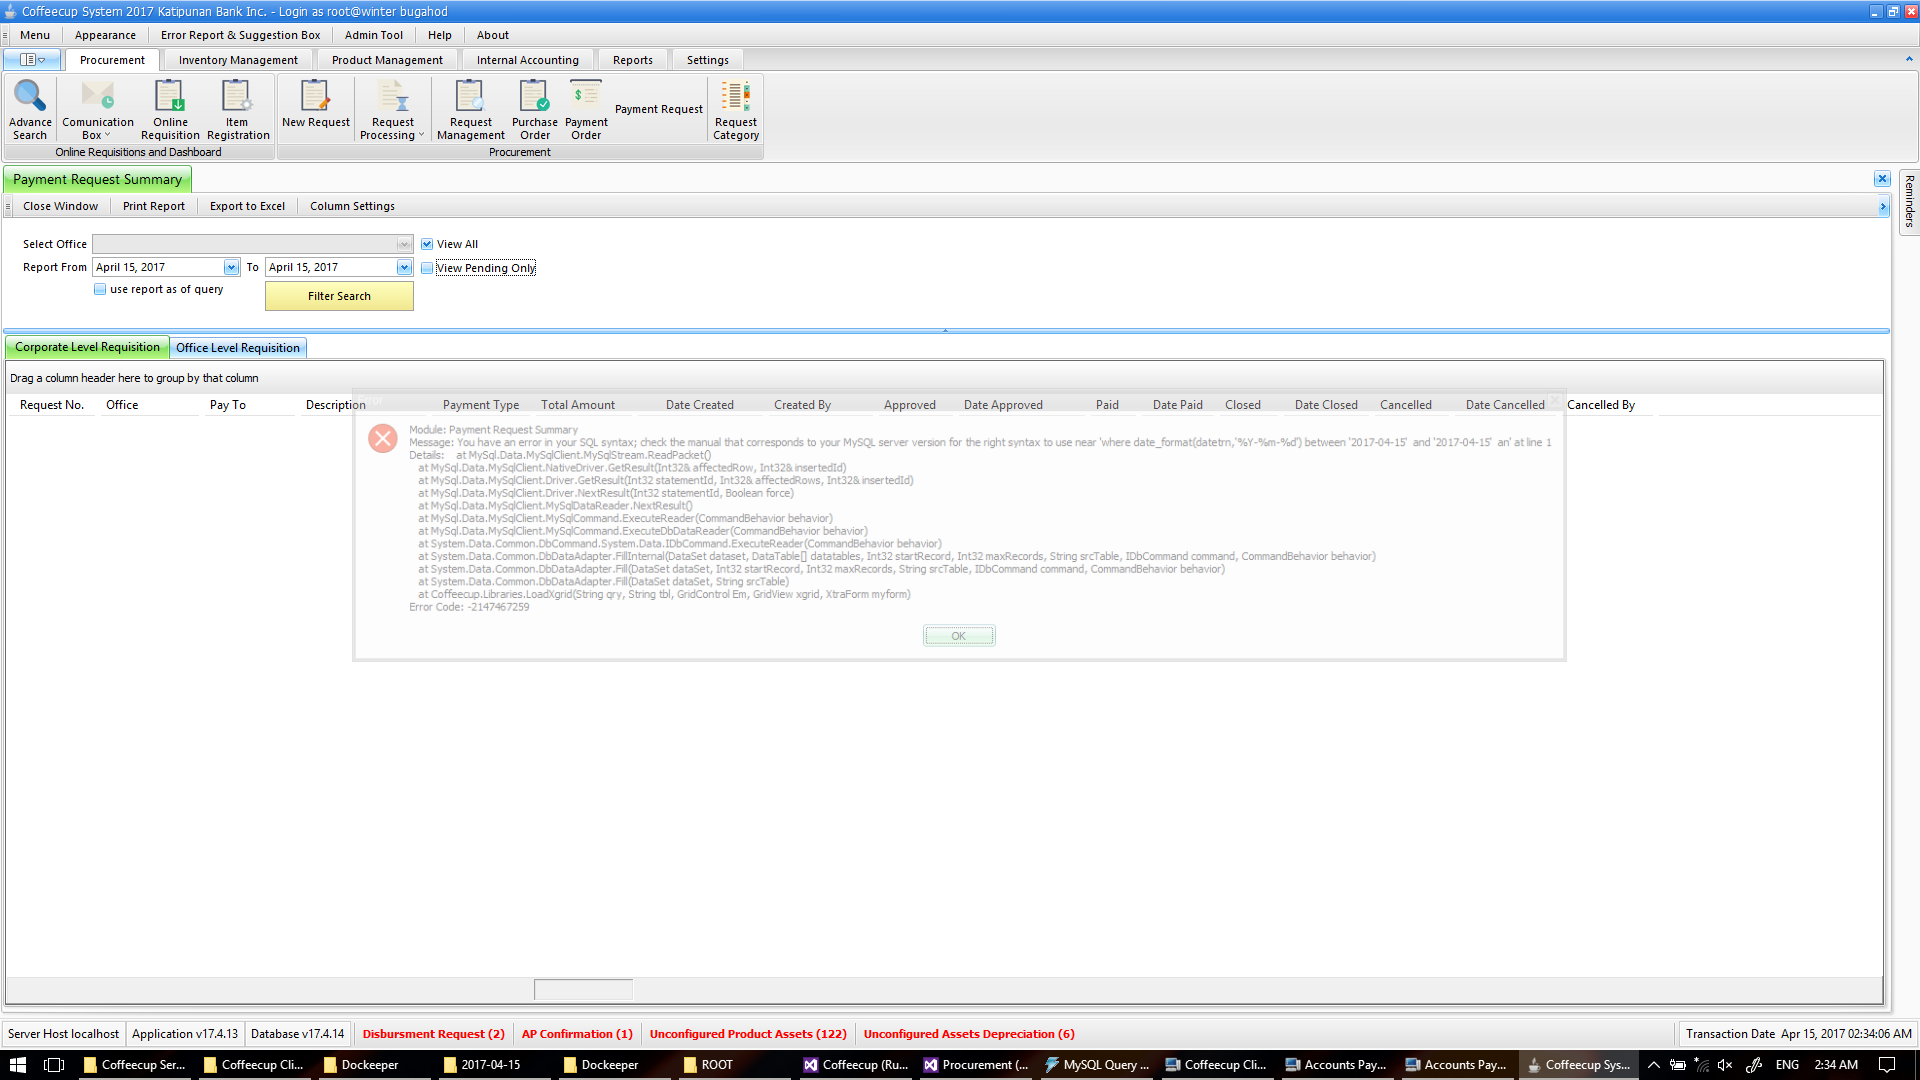 Coffeecup System 2017 Katipunan Bank Inc. - Login as root@winter bugahod
Menu Appearance Error Report & Suggestion Box Admin Tool Help About
Procurement Inventory Management Product Management Internal Accounting Reports Settings
Advance Search
Comunication Box
Online Requisition
Item Registration
New Request
Request Processing
Request Management
Purchase Order
Payment Order
Payment Request
Request Category
Online Requisitions and Dashboard
Procurement
Payment Request Summary
Reminders
Close Window Print Report Export to Excel Column Settings
Select Office View All
Report From April 15, 2017 To April 15, 2017 View Pending Only
use report as of query Filter Search
Corporate Level Requisition Office Level Requisition
Drag a column header here to group by that column
Request No. Office Pay To Description Payment Type Total Amount Date Created Created By Approved Date Approved Paid Date Paid Closed Date Closed Cancelled Date Cancelled Cancelled By
Module: Payment Request Summary
Message: You have an error in your SQL syntax; check the manual that corresponds to your MySQL server version for the right syntax to use near 'where date_format(datetrn,'%Y-%m-%d') between '2017-04-15'  and '2017-04-15'  an' at line 1
Details:    at MySql.Data.MySqlClient.MySqlStream.ReadPacket()
at MySql.Data.MySqlClient.NativeDriver.GetResult(Int32& affectedRow, Int32& insertedId)
at MySql.Data.MySqlClient.Driver.GetResult(Int32 statementId, Int32& affectedRows, Int32& insertedId)
at MySql.Data.MySqlClient.Driver.NextResult(Int32 statementId, Boolean force)
at MySql.Data.MySqlClient.MySqlDataReader.NextResult()
at MySql.Data.MySqlClient.MySqlCommand.ExecuteReader(CommandBehavior behavior)
at MySql.Data.MySqlClient.MySqlCommand.ExecuteDbDataReader(CommandBehavior behavior)
at System.Data.Common.DbCommand.System.Data.IDbCommand.ExecuteReader(CommandBehavior behavior)
at System.Data.Common.DbDataAdapter.FillInternal(DataSet dataset, DataTable[] datatables, Int32 startRecord, Int32 maxRecords, String srcTable, IDbCommand command, CommandBehavior behavior)
at System.Data.Common.DbDataAdapter.Fill(DataSet dataSet, Int32 startRecord, Int32 maxRecords, String srcTable, IDbCommand command, CommandBehavior behavior)
at System.Data.Common.DbDataAdapter.Fill(DataSet dataSet, String srcTable)
at Coffeecup.Libraries.LoadXgrid(String qry, String tbl, GridControl Em, GridView xgrid, XtraForm myform)
Error Code: -2147467259
OK
Server Host localhost Application v17.4.13 Database v17.4.14 Disbursment Request (2) AP Confirmation (1) Unconfigured Product Assets (122) Unconfigured Assets Depreciation (6) Transaction Date Apr 15, 2017 02:34:06 AM
Coffeecup Ser... Coffeecup Cli... Dockeeper 2017-04-15 Dockeeper ROOT Coffeecup (Ru... Procurement (... MySQL Query ... Coffeecup Cli... Accounts Pay... Accounts Pay... Coffeecup Sys... ENG 2:34 AM